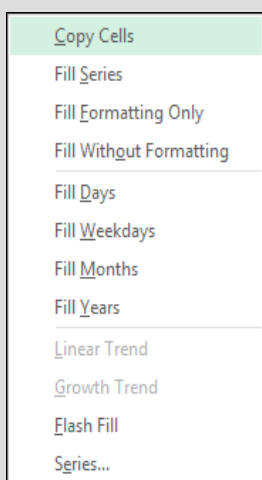 Copy Cells
Fill Series
Fill Formatting Only
Fill Without Formatting
Fill Days
Fill Weekdays
Fill Months
Fill Years
Linear Trend
Growth Trend
Flash Fill
Series...